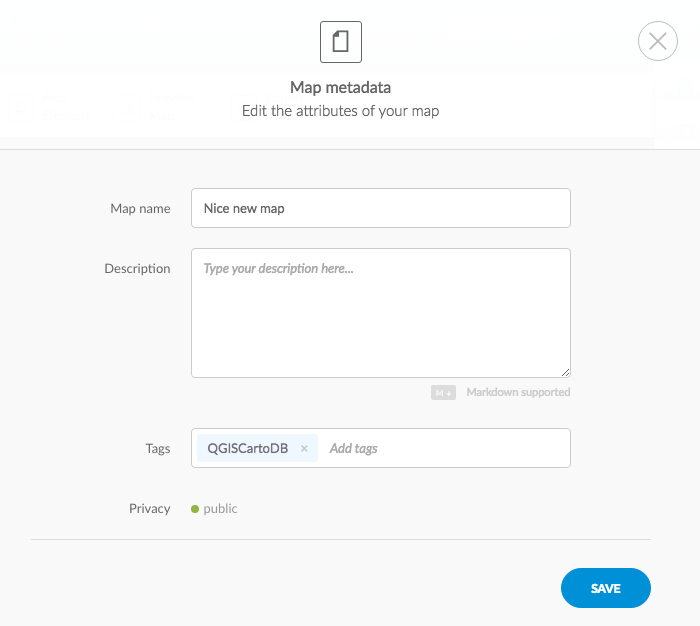 Map metadata
Edit the attributes of your map
Map name
Nice new map
Description
Type your description here...
M↓ Markdown supported
Tags
QGISCartoDB × Add tags
Privacy
public
SAVE